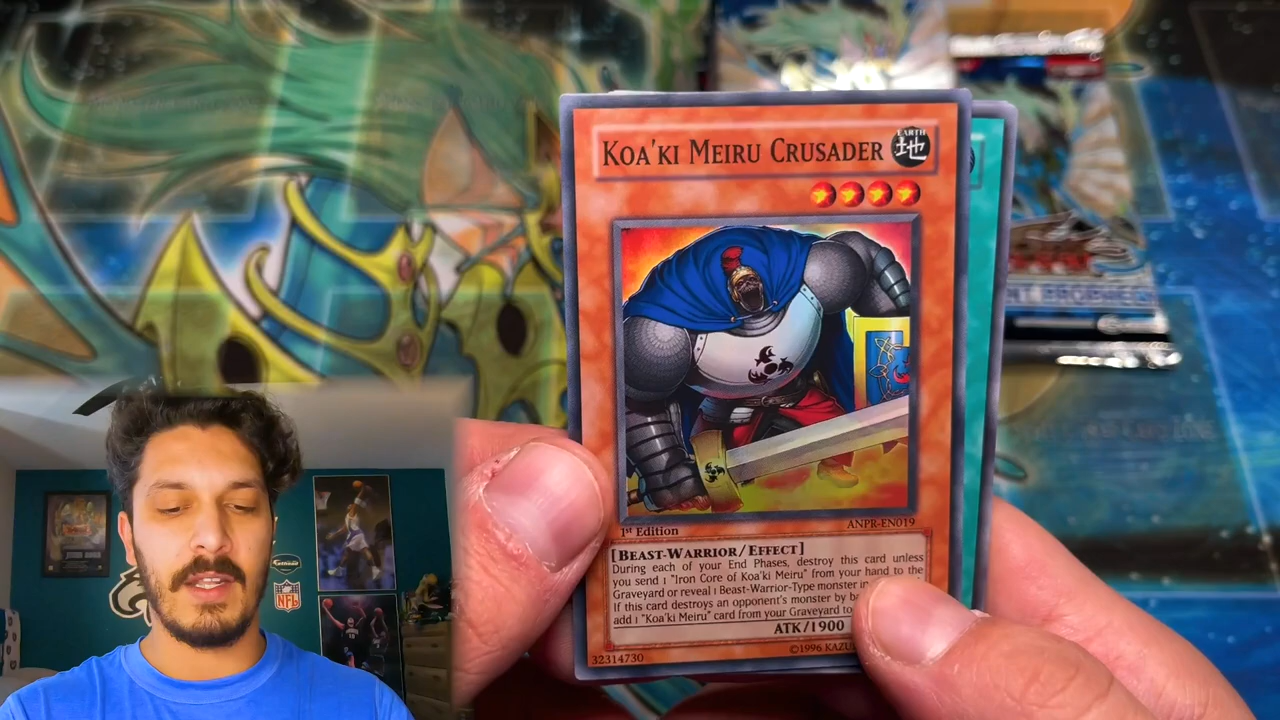 KOA'KI MEIRU CRUSADER
EARTH
地
1st Edition
ANPR-EN019
[BEAST-WARRIOR/EFFECT]
During each of your End Phases, destroy this card unless
you send 1 "Iron Core of Koa'ki Meiru" from your hand to the
Graveyard or reveal 1 Beast-Warrior-Type monster in
If this card destroys an opponent's monster by
add 1 "Koa'ki Meiru" card from your Graveyard to
ATK/1900
32314730
©1996
NFL